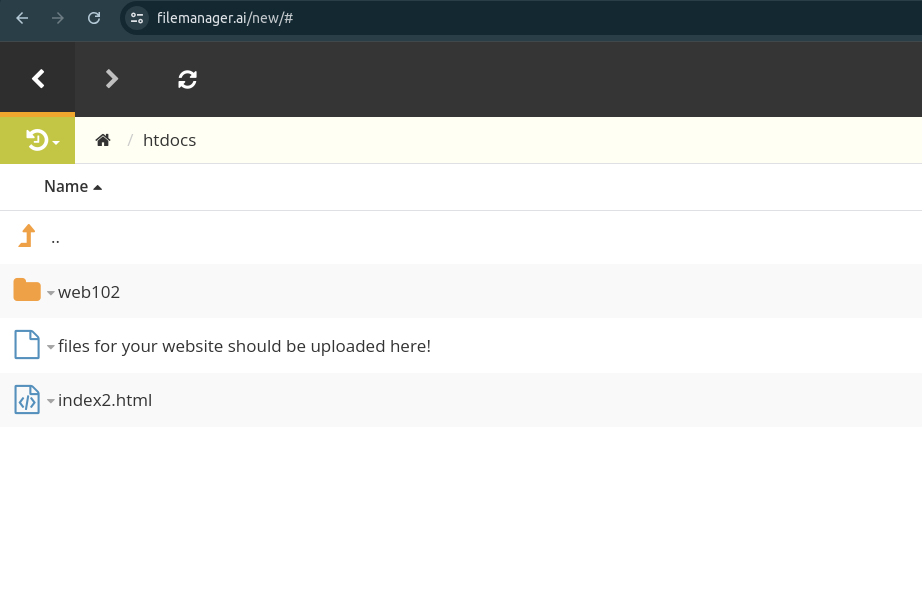 filemanager.ai/new/#
/ htdocs
Name
..
web102
files for your website should be uploaded here!
index2.html